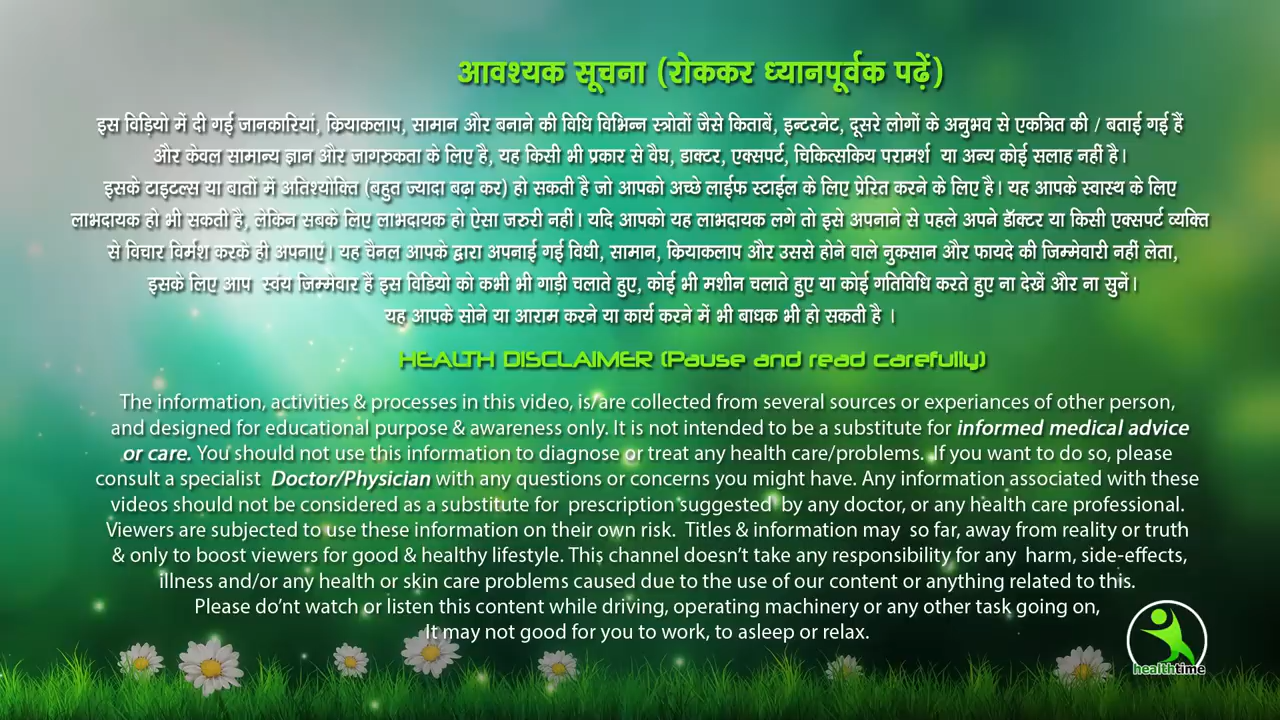 आवश्यक सूचना (रोककर ध्यानपूर्वक पढ़ें)
इस विड़ियो में दी गई जानकारियां, क्रियाकलाप, सामान और बनाने की विधि विभिन्न स्त्रोतों जैसे किताबें, इन्टरनेट, दूसरे लोगों के अनुभव से एकत्रित की / बताई गई हैं
और केवल सामान्य ज्ञान और जागरुकता के लिए है, यह किसी भी प्रकार से वैघ, डाक्टर, एक्सपर्ट, चिकित्सकिय परामर्श या अन्य कोई सलाह नहीं है।
इसके टाइटल्स या बातों में अतिश्योक्ति (बहुत ज्यादा बढ़ा कर) हो सकती है जो आपको अच्छे लाईफ स्टाईल के लिए प्रेरित करने के लिए है। यह आपके स्वास्थ के लिए
लाभदायक हो भी सकती है, लेकिन सबके लिए लाभदायक हो ऐसा जरुरी नहीं। यदि आपको यह लाभदायक लगे तो इसे अपनाने से पहले अपने डॉक्टर या किसी एक्सपर्ट व्यक्ति
से विचार विर्मश करके ही अपनाएं। यह चैनल आपके द्वारा अपनाई गई विधी, सामान, क्रियाकलाप और उससे होने वाले नुकसान और फायदे की जिम्मेवारी नहीं लेता,
इसके लिए आप स्वंय जिम्मेवार हैं इस विडियो को कभी भी गाड़ी चलाते हुए, कोई भी मशीन चलाते हुए या कोई गतिविधि करते हुए ना देखें और ना सुनें।
यह आपके सोने या आराम करने या कार्य करने में भी बाधक भी हो सकती है ।
HEALTH DISCLAIMER (Pause and read carefully)
The information, activities & processes in this video, is/are collected from several sources or experiances of other person,
and designed for educational purpose & awareness only. It is not intended to be a substitute for informed medical advice
or care. You should not use this information to diagnose or treat any health care/problems. If you want to do so, please
consult a specialist Doctor/Physician with any questions or concerns you might have. Any information associated with these
videos should not be considered as a substitute for prescription suggested by any doctor, or any health care professional.
Viewers are subjected to use these information on their own risk. Titles & information may so far, away from reality or truth
& only to boost viewers for good & healthy lifestyle. This channel doesn't take any responsibility for any harm, side-effects,
illness and/or any health or skin care problems caused due to the use of our content or anything related to this.
Please do'nt watch or listen this content while driving, operating machinery or any other task going on,
It may not good for you to work, to asleep or relax.
healthtime